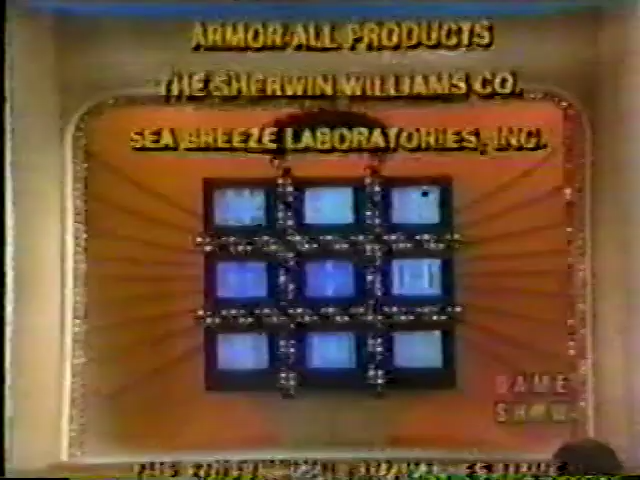 ARMOR ALL PRODUCTS
THE SHERWIN WILLIAMS CO.
SEA BREEZE LABORATORIES, INC.
GAME
SHOW